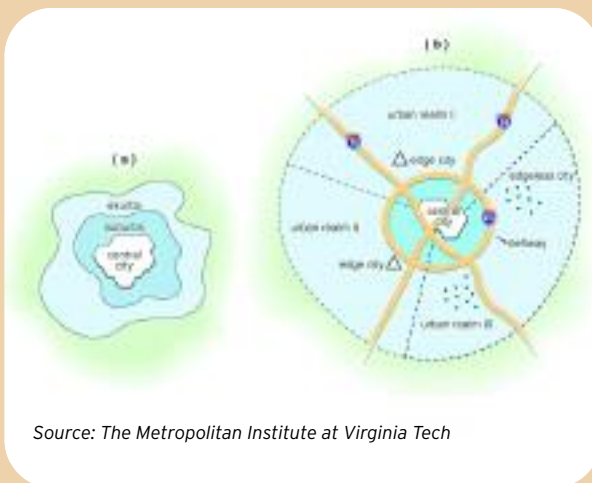 (a)
exurbs
suburbs
central
city
(b)
urban realm I
edge city
edgeless city
central
city
urban realm II
beltway
edge city
urban realm III
Source: The Metropolitan Institute at Virginia Tech